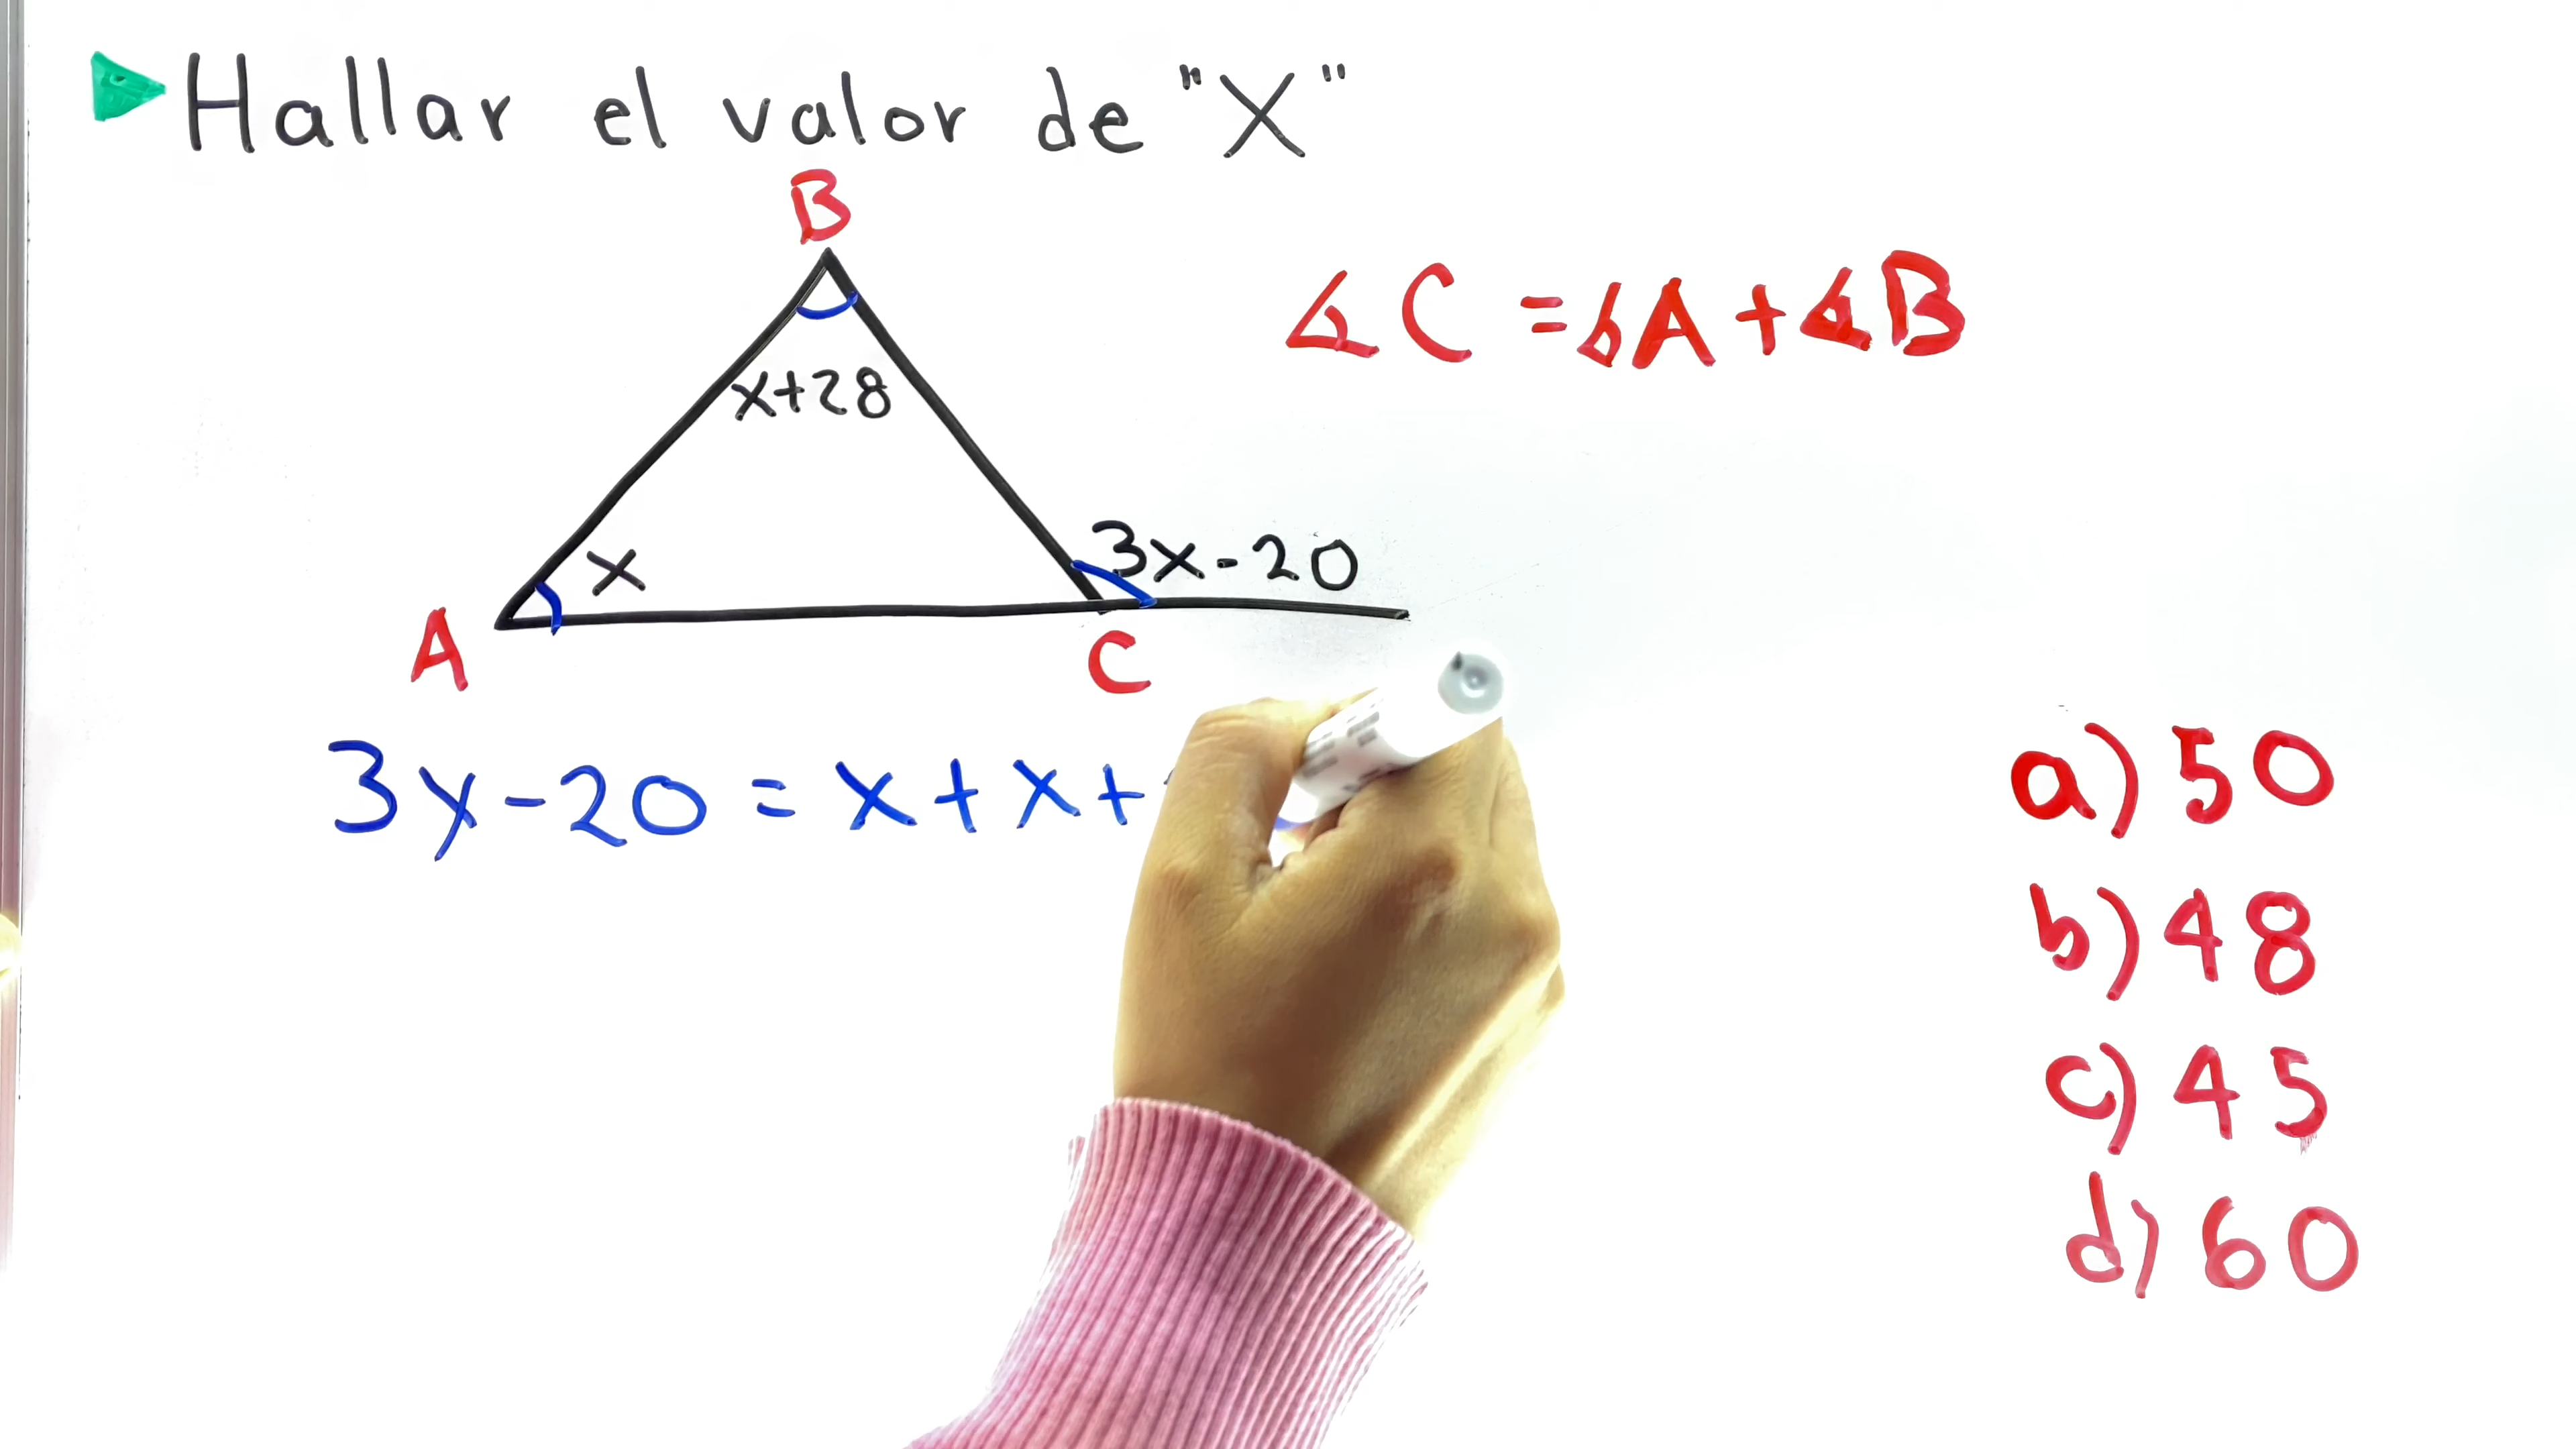 Hallar el valor de "X"
B
∡C = ∡A + ∡B
x+28
x
3x-20
A
C
3x-20 = x+x+
a) 50
b) 48
c) 45
d) 60